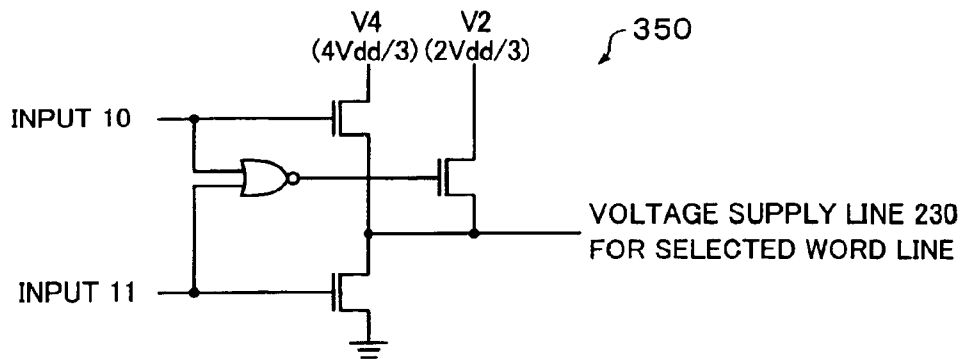 V4 V2
(4Vdd/3) (2Vdd/3)
350
INPUT 10
VOLTAGE SUPPLY LINE 230
FOR SELECTED WORD LINE
INPUT 11